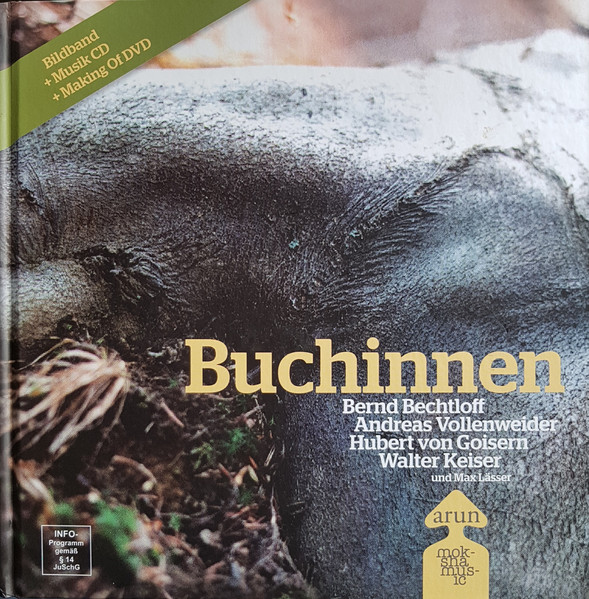 Bildband
+ Musik CD
+ Making Of DVD
Buchinnen
Bernd Bechtloff
Andreas Vollenweider
Hubert von Goisern
Walter Keiser
und Max Lässer
arun
mok-
sha
mus-
ic
INFO-
Programm
gemäß
§ 14
JuSchG